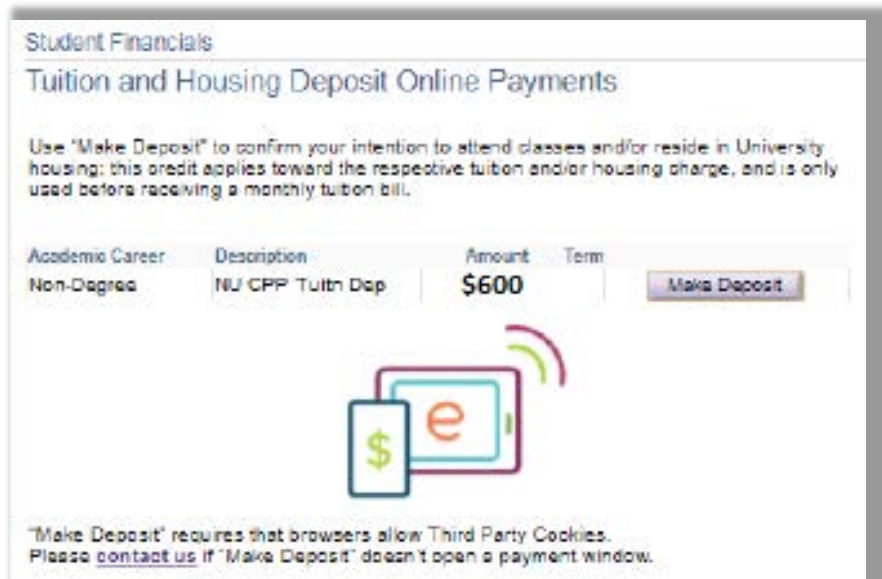 Student Financials
Tuition and Housing Deposit Online Payments
Use "Make Deposit" to confirm your intention to attend classes and/or reside in University
housing; this credit applies toward the respective tuition and/or housing charge, and is only
used before receiving a monthly tuition bill.
Academic Career Description Amount Term
Non-Degree NU CPP Tuitn Dep $600 Make Deposit
$ e
"Make Deposit" requires that browsers allow Third Party Cookies.
Please contact us if "Make Deposit" doesn't open a payment window.